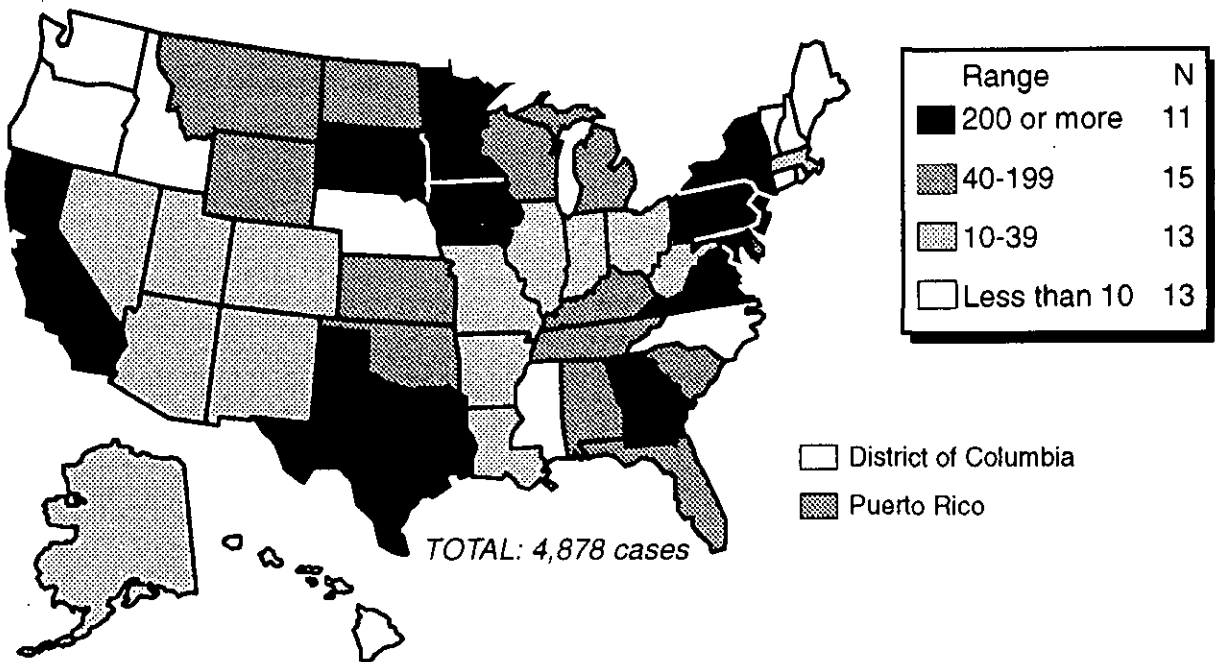 Range N
200 or more 11
40-199 15
10-39 13
Less than 10 13
District of Columbia
Puerto Rico
TOTAL: 4,878 cases